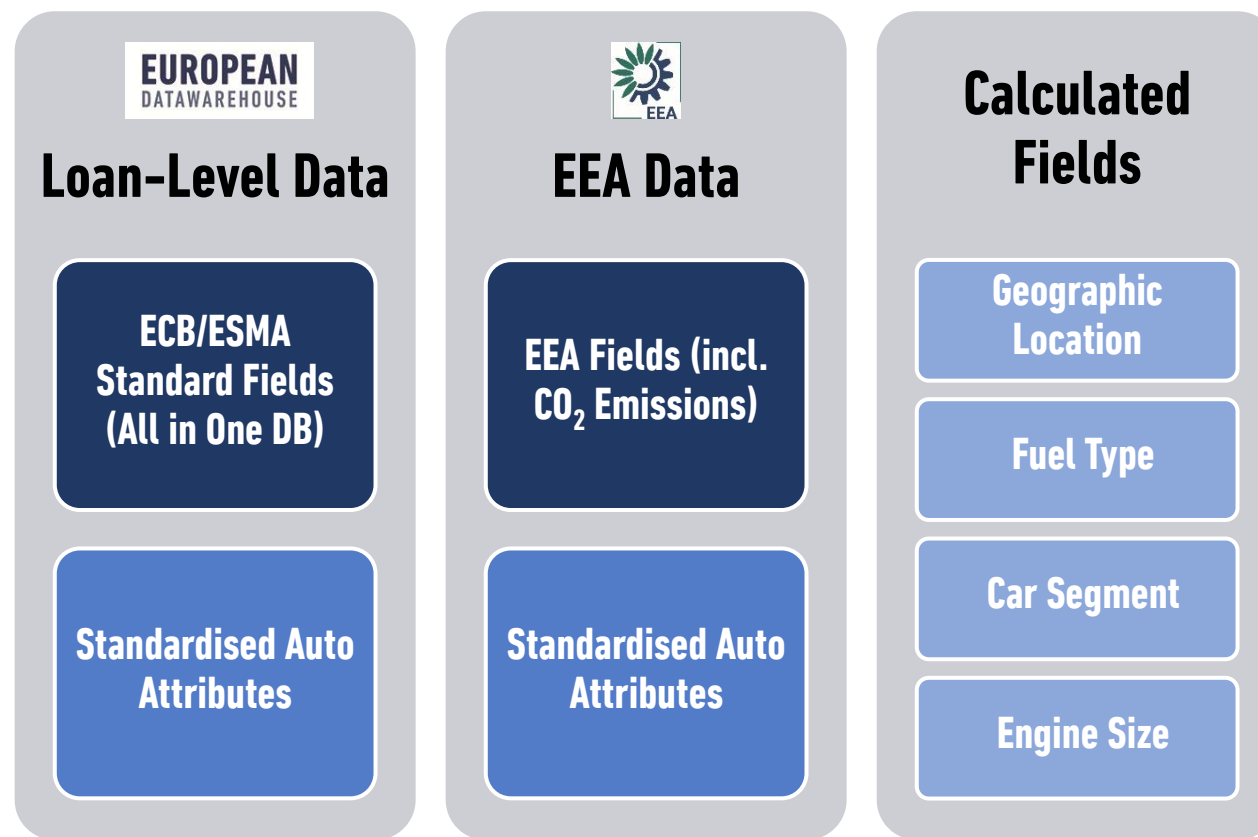 EUROPEAN
DATAWAREHOUSE
Loan-Level Data
ECB/ESMA
Standard Fields
(All in One DB)
Standardised Auto
Attributes
EEA
EEA Data
EEA Fields (incl.
CO₂ Emissions)
Standardised Auto
Attributes
Calculated
Fields
Geographic
Location
Fuel Type
Car Segment
Engine Size